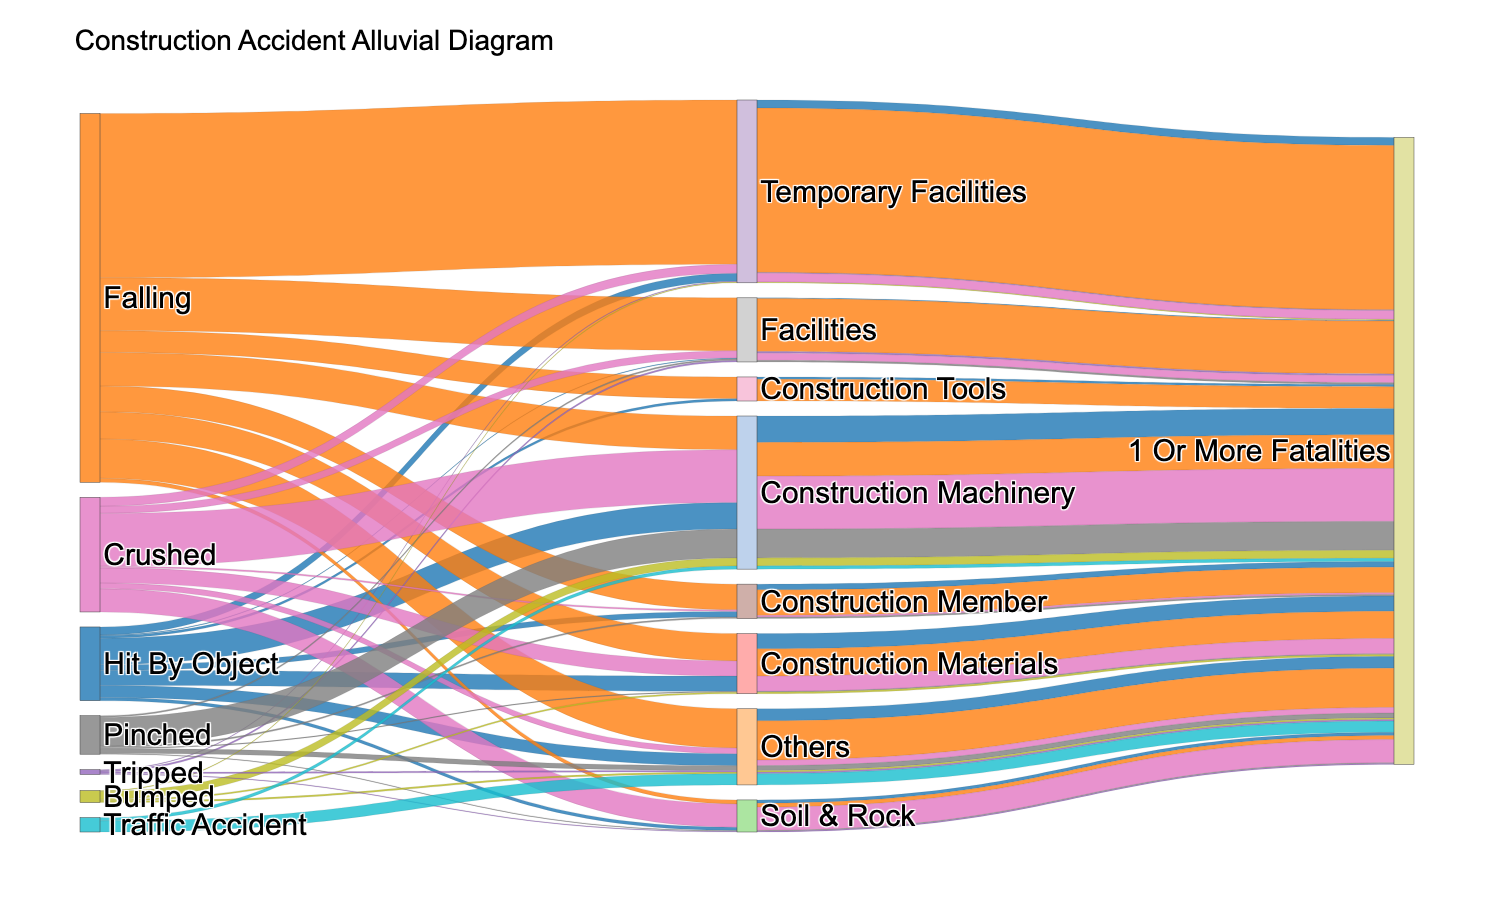 Construction Accident Alluvial Diagram
Falling
Crushed
Hit By Object
Pinched
Tripped
Bumped
Traffic Accident
Temporary Facilities
Facilities
Construction Tools
Construction Machinery
Construction Member
Construction Materials
Others
Soil & Rock
1 Or More Fatalities